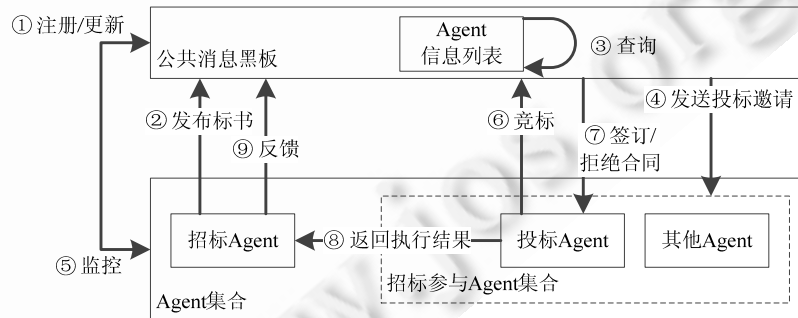 ① 注册/更新
公共消息黑板
Agent
信息列表
③ 查询
② 发布标书
⑨ 反馈
⑥ 竞标
④ 发送投标邀请
⑦ 签订/
拒绝合同
招标Agent
⑧ 返回执行结果
投标Agent
其他Agent
⑤ 监控
招标参与Agent集合
Agent集合
www.jos.org